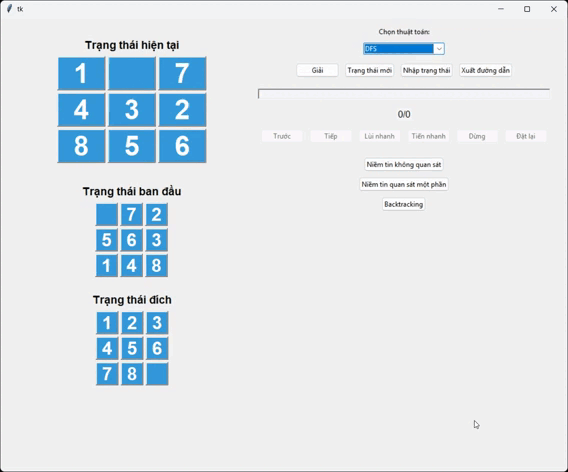 tk
Trạng thái hiện tại
1 7
4 3 2
8 5 6
Trạng thái ban đầu
7 2
5 6 3
1 4 8
Trạng thái đích
1 2 3
4 5 6
7 8
Chọn thuật toán:
DFS
Giải Trạng thái mới Nhập trạng thái Xuất đường dẫn
0/0
Trước Tiếp Lùi nhanh Tiến nhanh Dừng Đặt lại
Niềm tin không quan sát
Niềm tin quan sát một phần
Backtracking